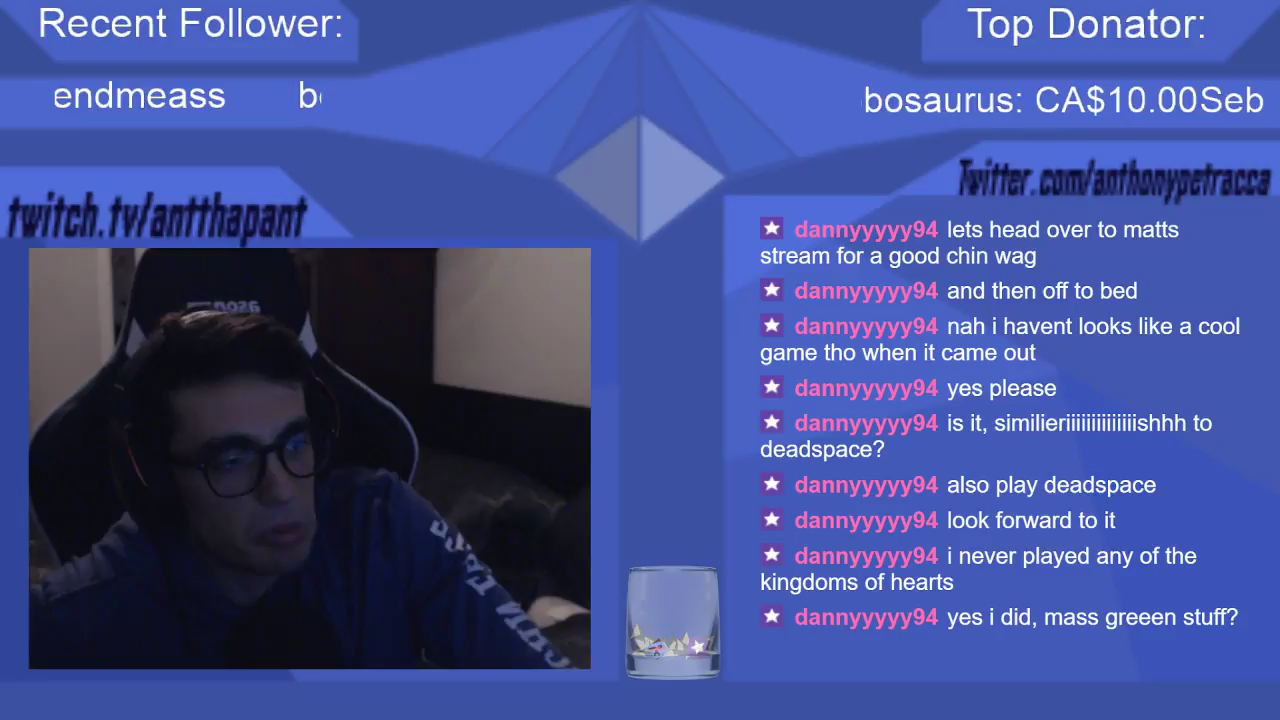 Recent Follower:
Top Donator:
endmeass
bosaurus: CA$10.00Seb
twitch.tv/antthapant
Twitter.com/anthonypetracca
dannyyyyy94 lets head over to matts
stream for a good chin wag
dannyyyyy94 and then off to bed
dannyyyyy94 nah i havent looks like a cool
game tho when it came out
dannyyyyy94 yes please
dannyyyyy94 is it, similieriiiiiiiiiiiiishhh to
deadspace?
dannyyyyy94 also play deadspace
dannyyyyy94 look forward to it
dannyyyyy94 i never played any of the
kingdoms of hearts
dannyyyyy94 yes i did, mass greeen stuff?